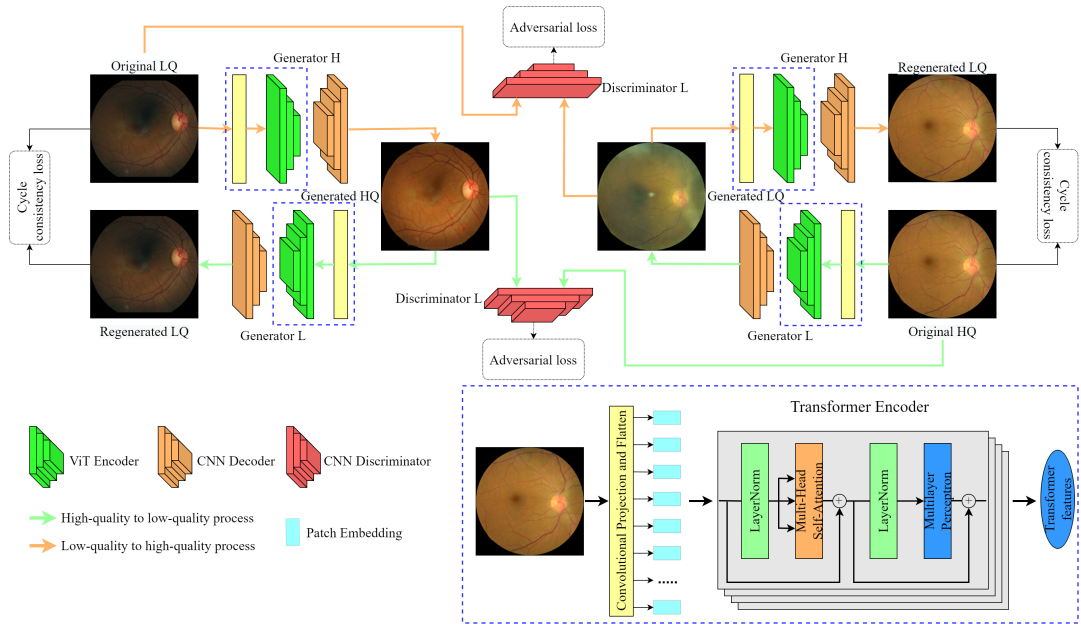 Adversarial loss
Generator H
Generator H
Original LQ
Regenerated LQ
Discriminator L
Cycle
consistency loss
Cycle
consistency loss
Generated HQ
Generated LQ
Discriminator L
Regenerated LQ
Generator L
Generator L
Original HQ
Adversarial loss
Transformer Encoder
ViT Encoder
CNN Decoder
CNN Discriminator
High-quality to low-quality process
Low-quality to high-quality process
Patch Embedding
Convolutional Projection and Flatten
.....
LayerNorm
Multi-Head
Self-Attention
+
LayerNorm
Multilayer
Perceptron
+
Transformer
features